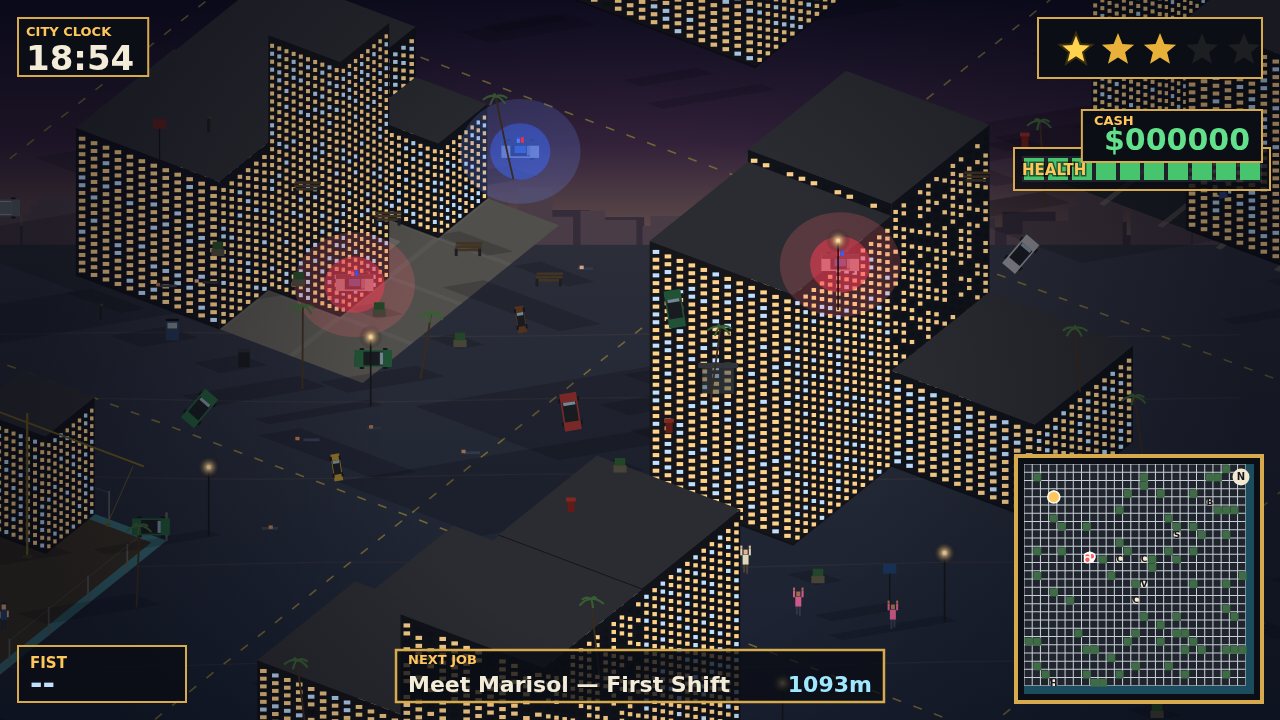 CITY CLOCK
18:54
CASH
$000000
HEALTH
N
FIST
--
NEXT JOB
Meet Marisol — First Shift 1093m